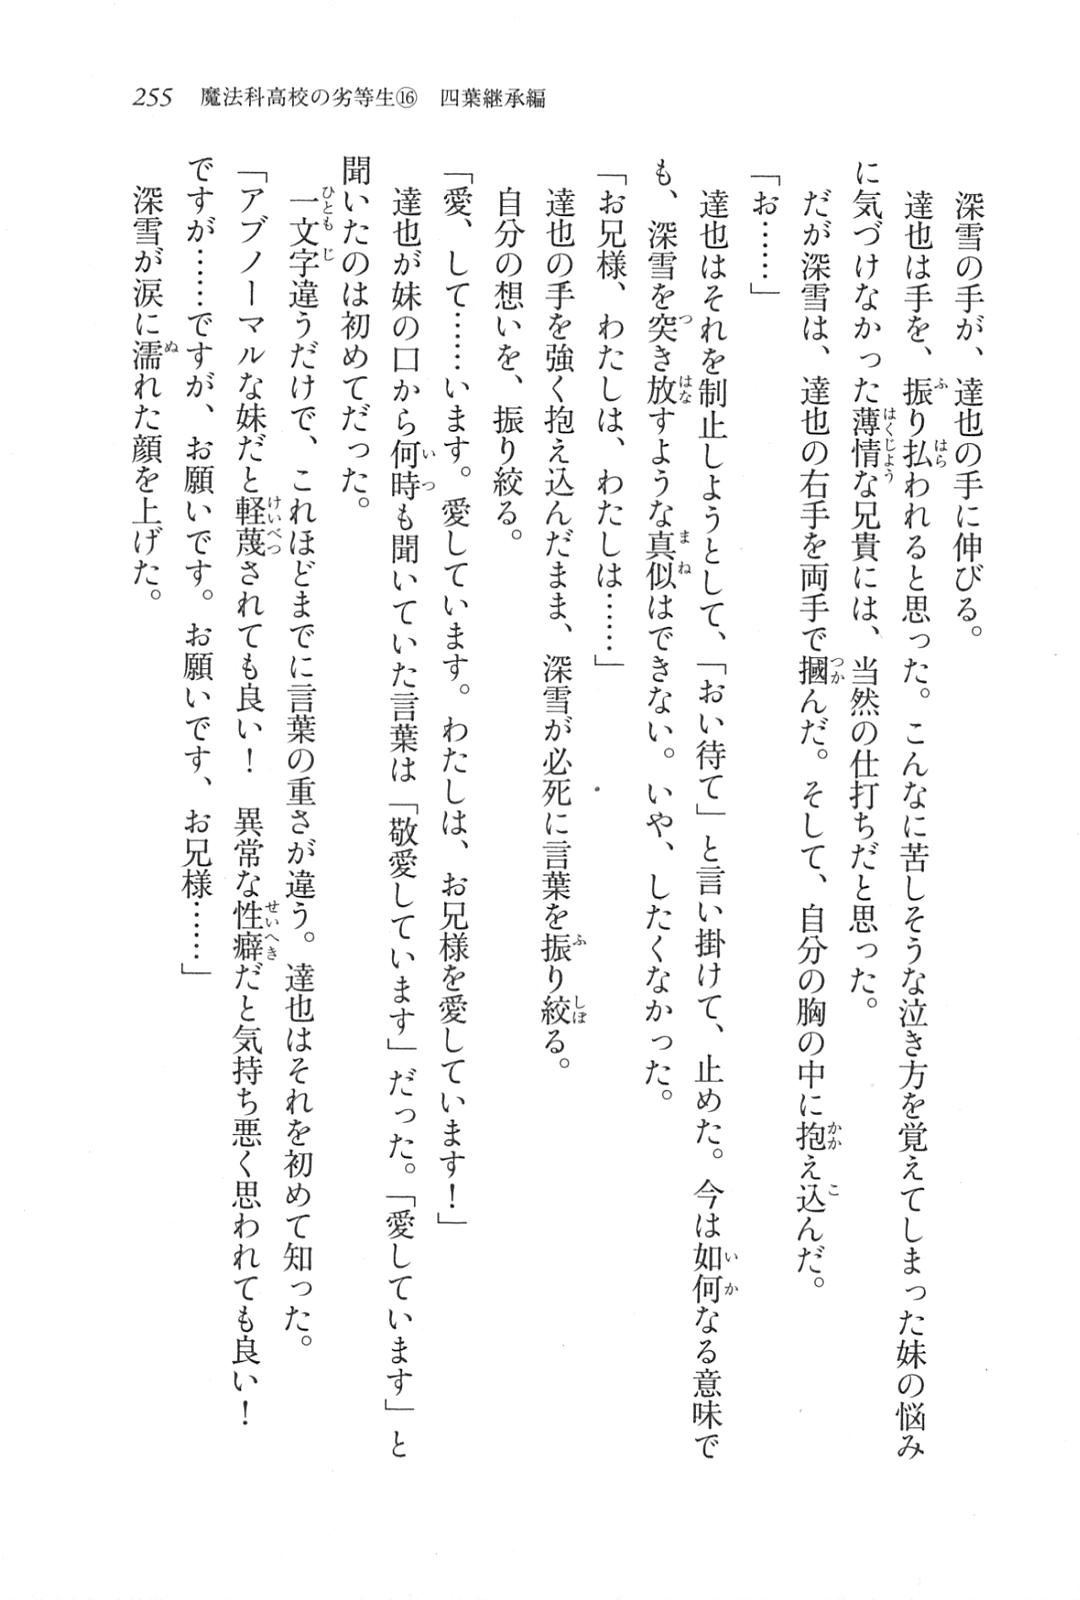 255　魔法科高校の劣等生⑯　四葉継承編
　深雪の手が、達也の手に伸びる。
　達也は手を、振り払われると思った。こんなに苦しそうな泣き方を覚えてしまった妹の悩み
に気づけなかった薄情な兄貴には、当然の仕打ちだと思った。
　だが深雪は、達也の右手を両手で摑んだ。そして、自分の胸の中に抱え込んだ。
「お……」
　達也はそれを制止しようとして、「おい待て」と言い掛けて、止めた。今は如何なる意味で
も、深雪を突き放すような真似はできない。いや、したくなかった。
「お兄様、わたしは、わたしは……」
　達也の手を強く抱え込んだまま、深雪が必死に言葉を振り絞る。
　自分の想いを、振り絞る。
「愛、して……います。愛しています。わたしは、お兄様を愛しています！」
　達也が妹の口から何時も聞いていた言葉は「敬愛しています」だった。「愛しています」と
聞いたのは初めてだった。
　一文字違うだけで、これほどまでに言葉の重さが違う。達也はそれを初めて知った。
「アブノーマルな妹だと軽蔑されても良い！　異常な性癖だと気持ち悪く思われても良い！
ですが……ですが、お願いです。お願いです、お兄様……」
　深雪が涙に濡れた顔を上げた。